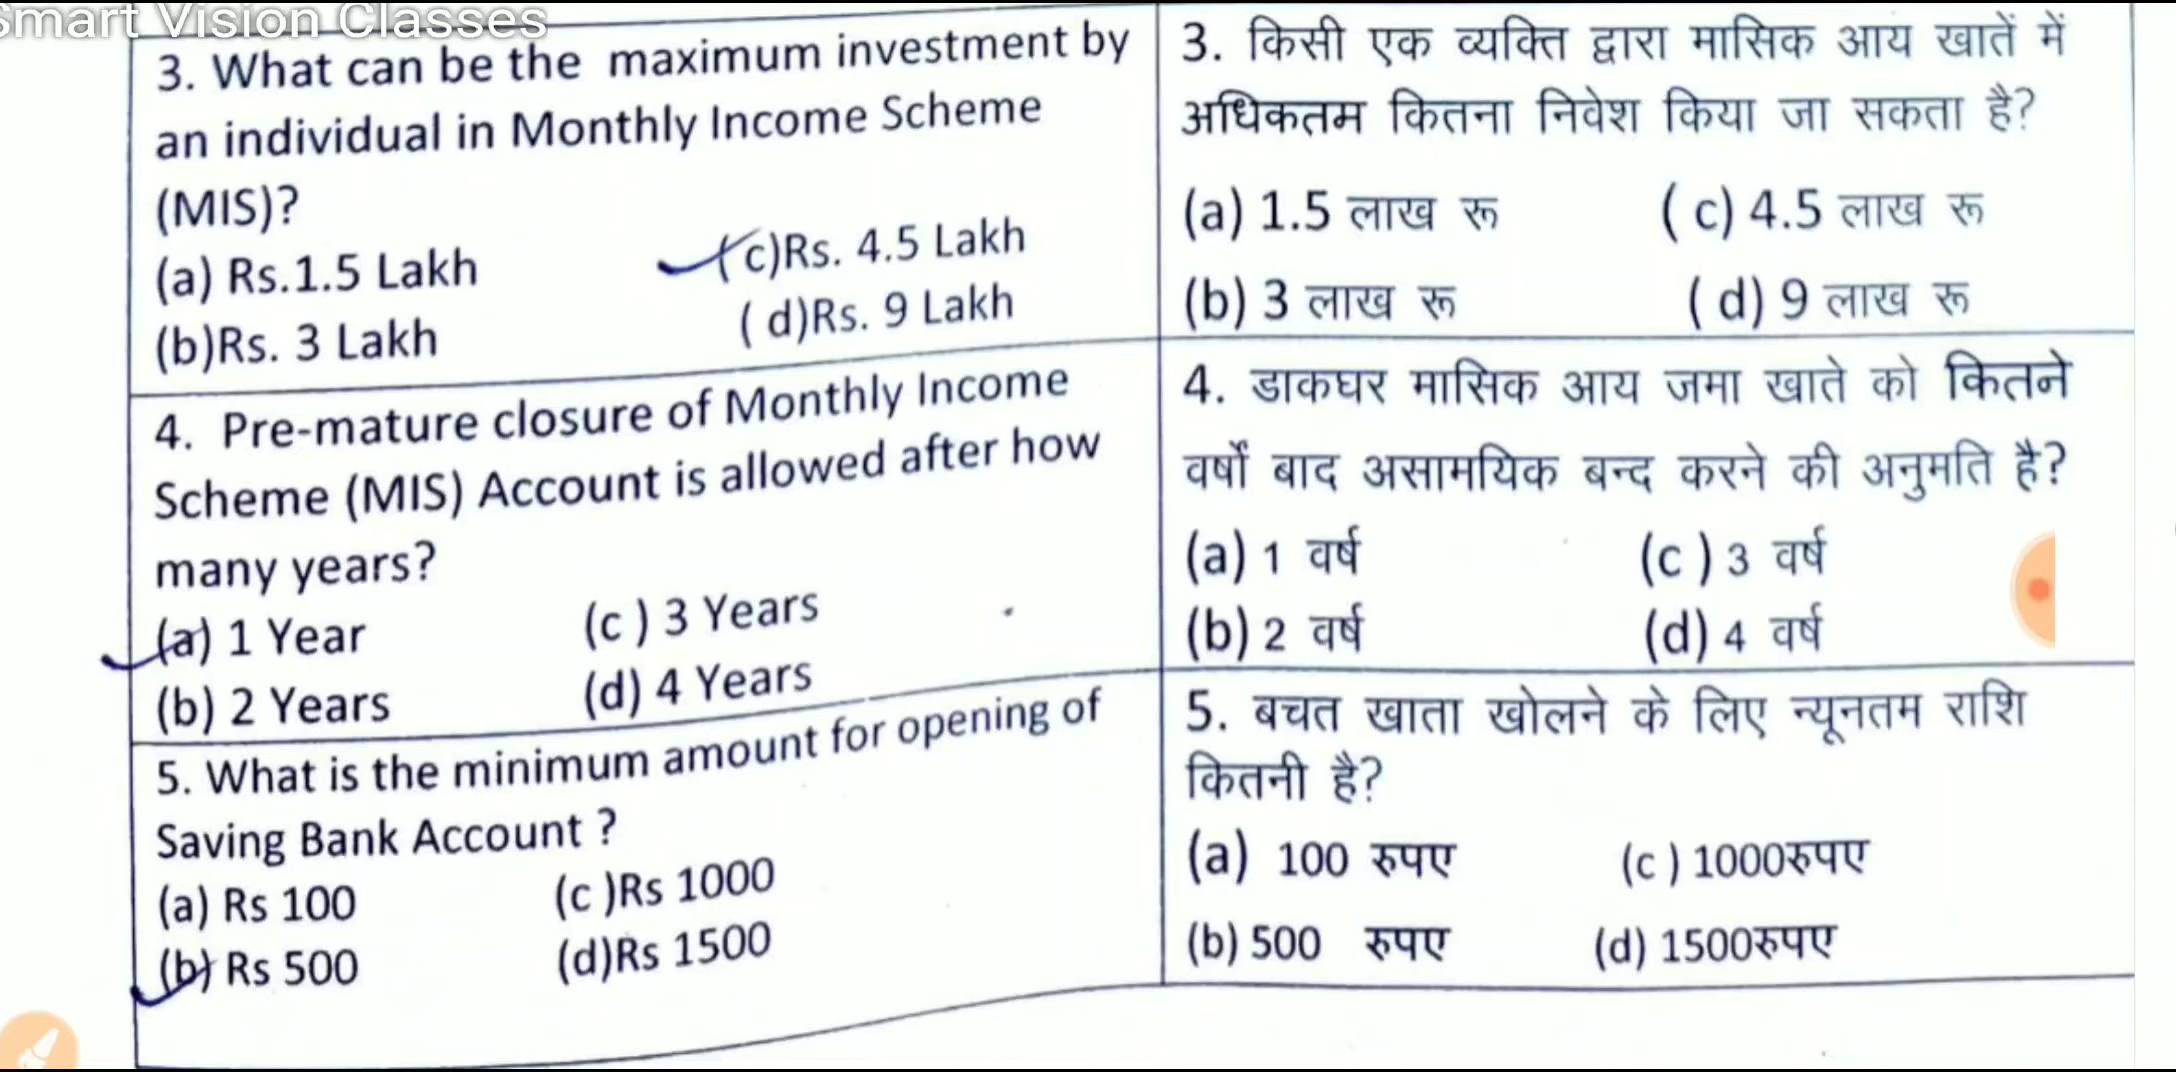 Smart Vision Classes
3. What can be the maximum investment by
an individual in Monthly Income Scheme
(MIS)?
(a) Rs.1.5 Lakh (c)Rs. 4.5 Lakh
(b)Rs. 3 Lakh ( d)Rs. 9 Lakh
4. Pre-mature closure of Monthly Income
Scheme (MIS) Account is allowed after how
many years?
(a) 1 Year (c ) 3 Years
(b) 2 Years (d) 4 Years
5. What is the minimum amount for opening of
Saving Bank Account ?
(a) Rs 100 (c )Rs 1000
(b) Rs 500 (d)Rs 1500
3. किसी एक व्यक्ति द्वारा मासिक आय खातें में
अधिकतम कितना निवेश किया जा सकता है?
(a) 1.5 लाख रू ( c) 4.5 लाख रू
(b) 3 लाख रू ( d) 9 लाख रू
4. डाकघर मासिक आय जमा खाते को कितने
वर्षों बाद असामयिक बन्द करने की अनुमति है?
(a) 1 वर्ष (c ) 3 वर्ष
(b) 2 वर्ष (d) 4 वर्ष
5. बचत खाता खोलने के लिए न्यूनतम राशि
कितनी है?
(a) 100 रुपए (c ) 1000रुपए
(b) 500 रुपए (d) 1500रुपए